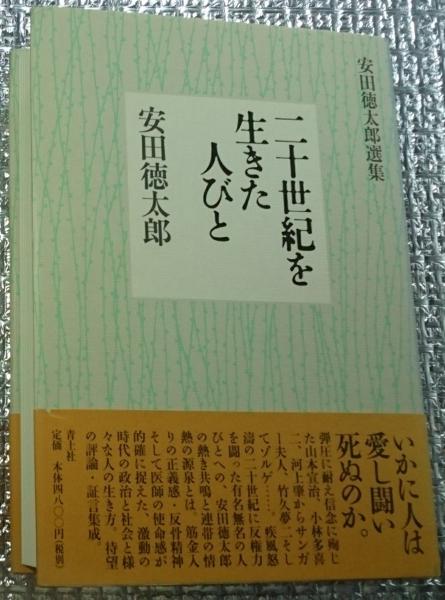 安田徳太郎選集
二十世紀を
生きた
人びと
安田徳太郎
いかに人は
愛し闘い
死ぬのか。
弾圧に耐え信念に殉じ
た山本宣治、小林多喜
二、河上肇からサンガ
ー夫人、竹久夢二そし
てゾルゲ……。疾風怒
濤の二十世紀に反権力
を闘った有名無名の人
びとへの、安田徳太郎
の熱き共鳴と連帯の情
熱の源泉とは。筋金入
りの正義感・反骨精神
そして医師の使命感が
的確に捉えた、激動の
時代の政治と社会と様
々な人の生き方。待望
の評論・証言集成。
青土社
定価 本体四八〇〇円(税別)